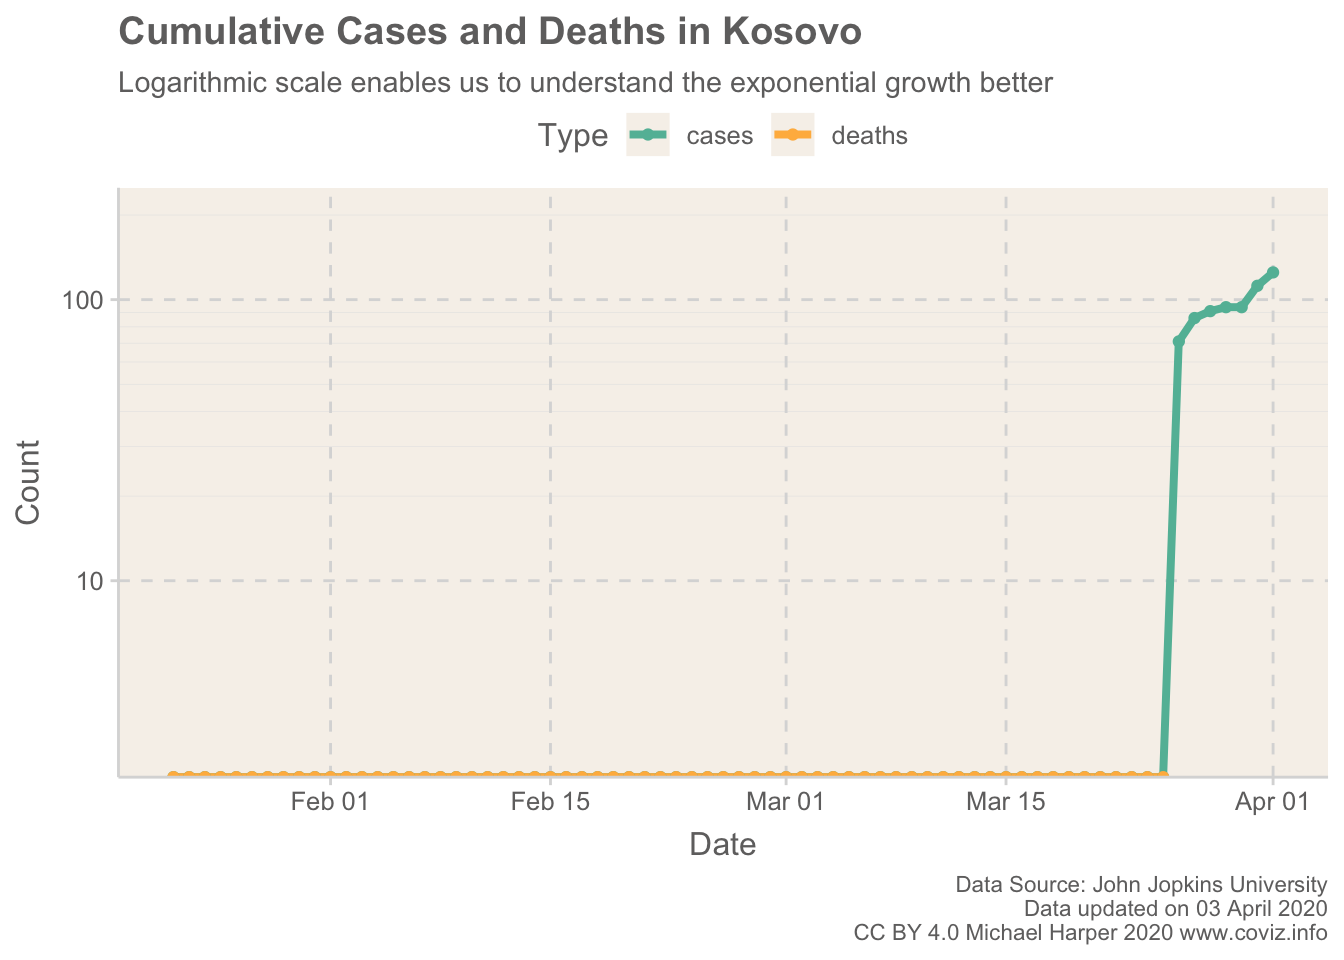 Cumulative Cases and Deaths in Kosovo
Logarithmic scale enables us to understand the exponential growth better
Type cases deaths
100
Count
10
Feb 01 Feb 15 Mar 01 Mar 15 Apr 01
Date
Data Source: John Jopkins University
Data updated on 03 April 2020
CC BY 4.0 Michael Harper 2020 www.coviz.info